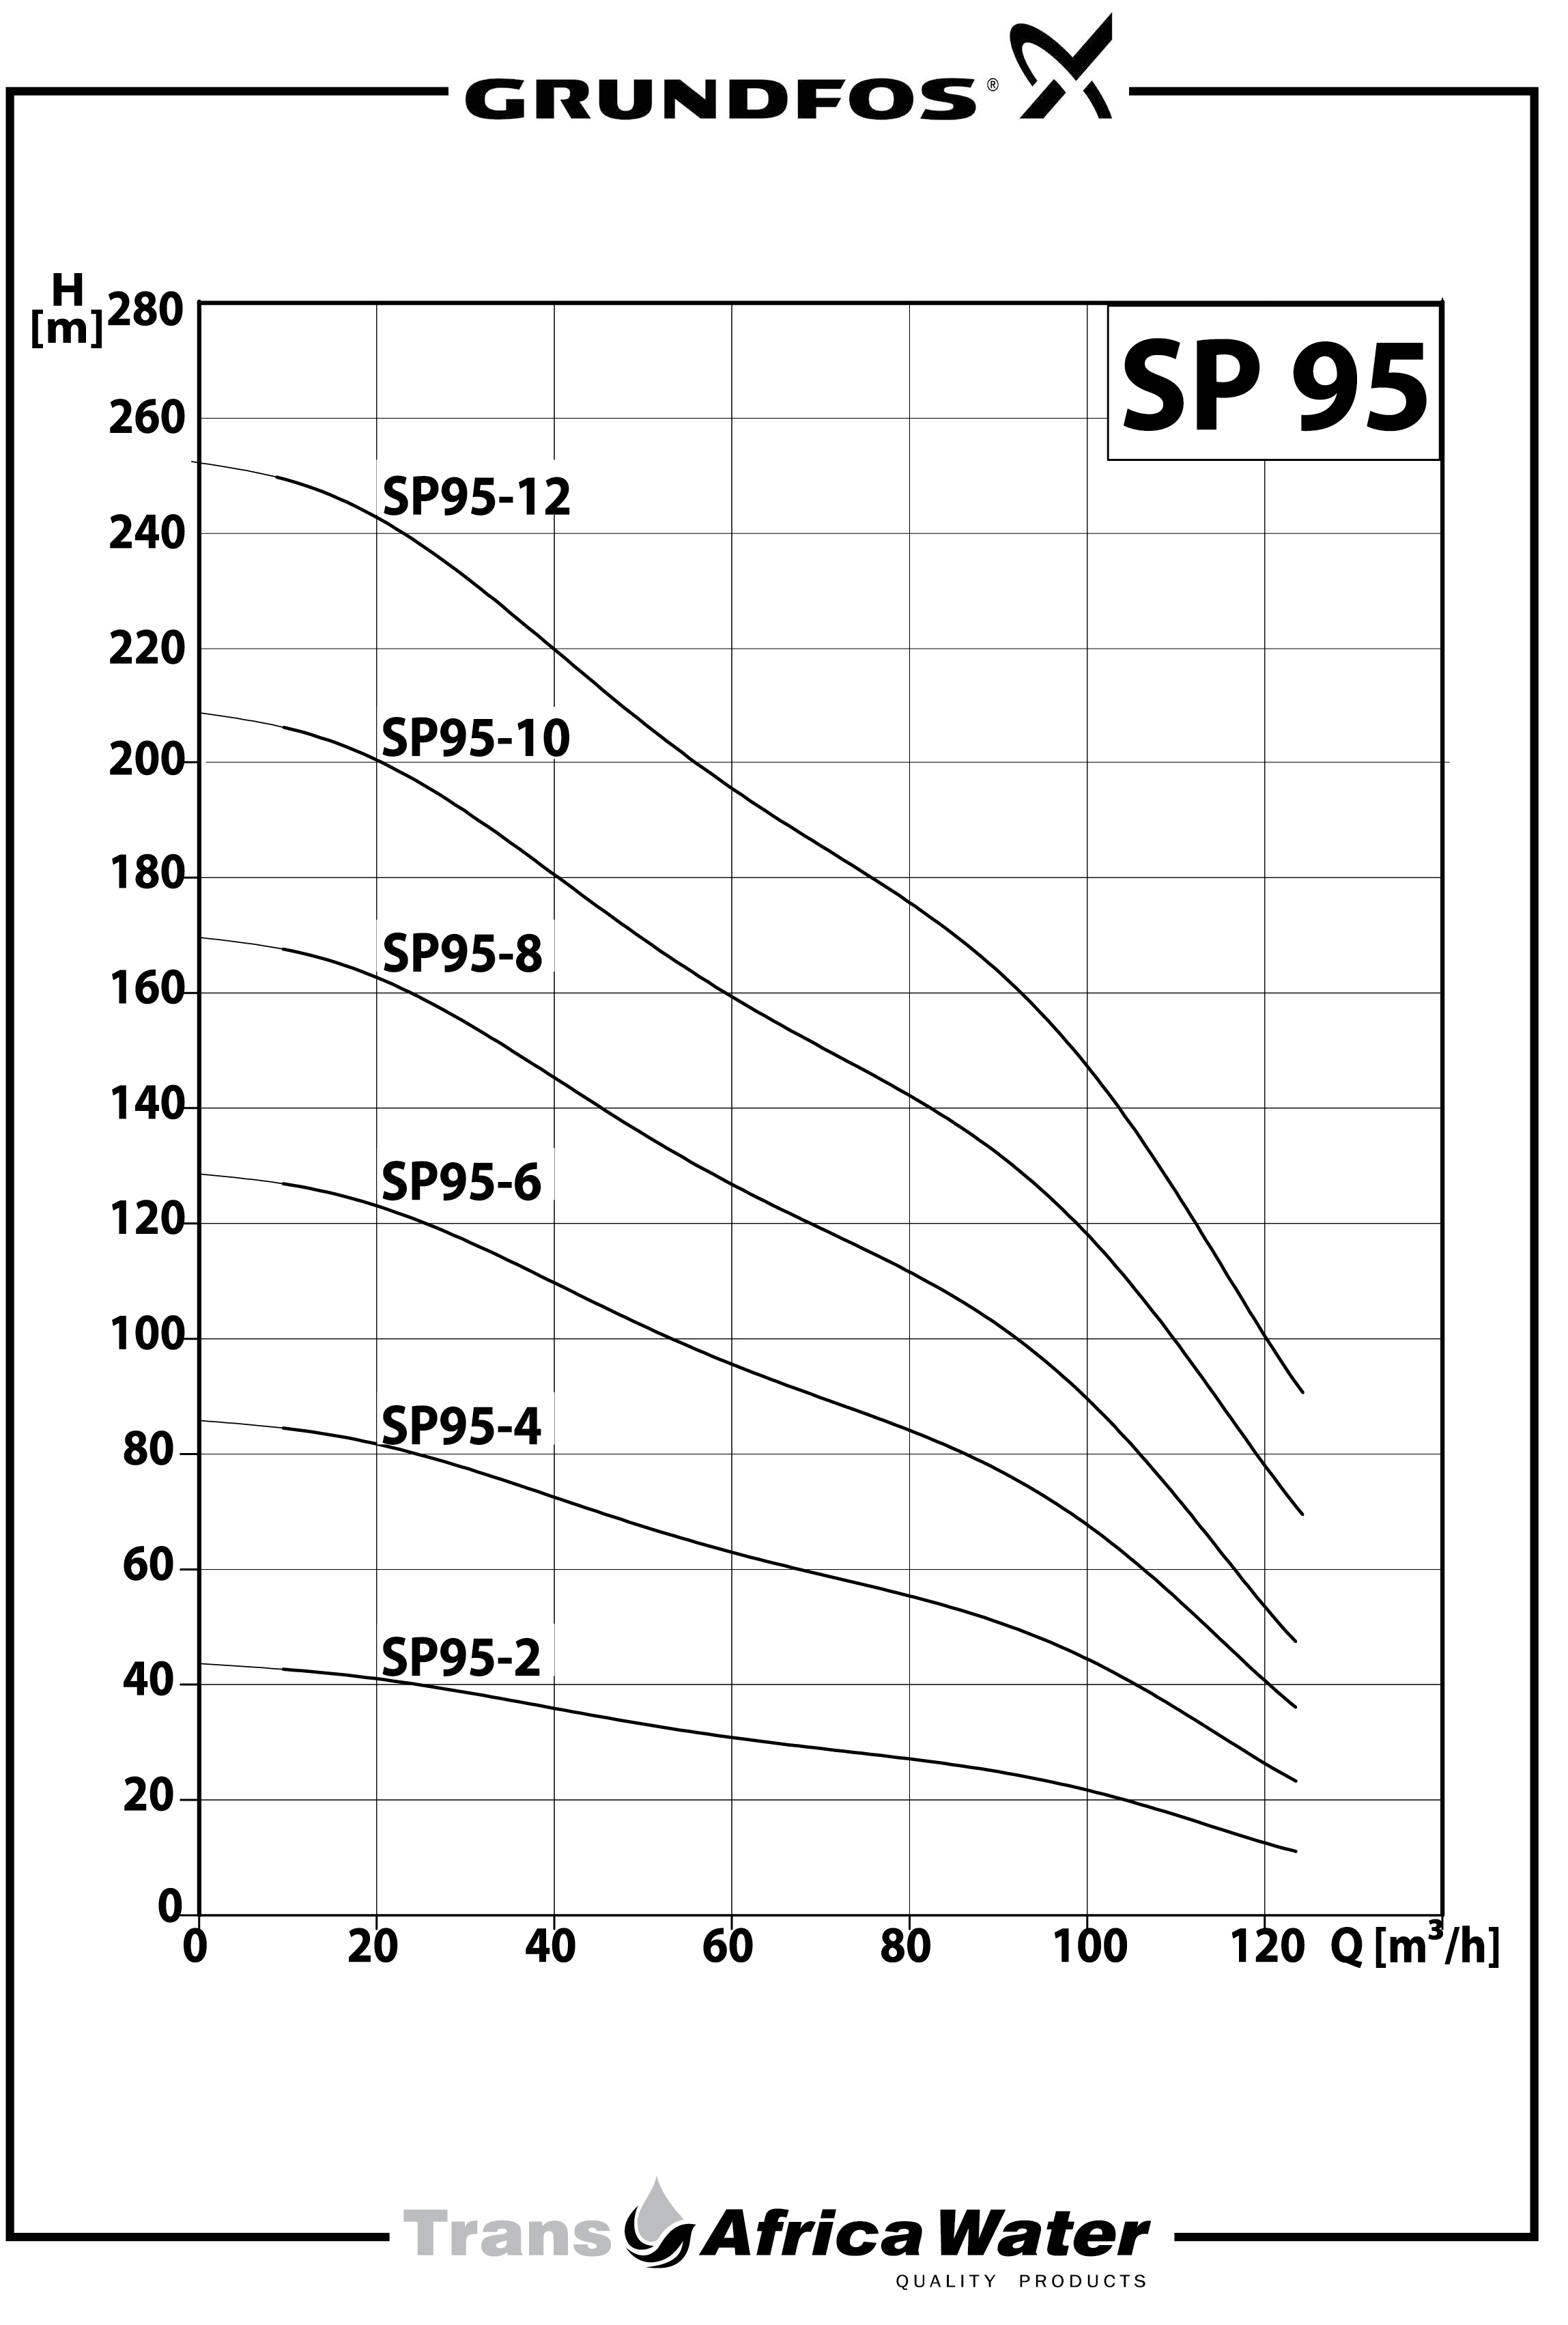 GRUNDFOS®
H
[m]
280
SP 95
260
SP95-12
240
220
SP95-10
200
180
SP95-8
160
140
SP95-6
120
100
SP95-4
80
60
SP95-2
40
20
0
0 20 40 60 80 100 120 Q [m³/h]
Trans Africa Water
QUALITY PRODUCTS